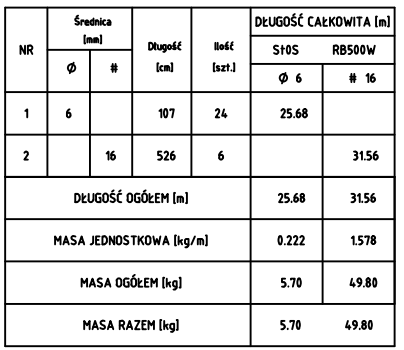 NR Średnica [mm] Długość [cm] Ilość [szt.] DŁUGOŚĆ CAŁKOWITA [m]
St0S RB500W
Ø # Ø 6 # 16
1 6 107 24 25.68
2 16 526 6 31.56
DŁUGOŚĆ OGÓŁEM [m] 25.68 31.56
MASA JEDNOSTKOWA [kg/m] 0.222 1.578
MASA OGÓŁEM [kg] 5.70 49.80
MASA RAZEM [kg] 5.70 49.80